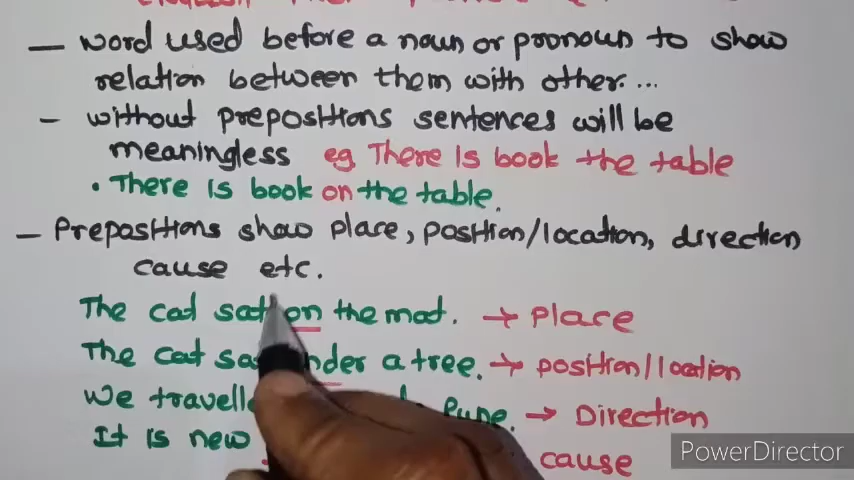 — word used before a noun or pronoun to show
relation between them with other....
- without prepositions sentences will be
meaningless eg There is book the table
• There is book on the table.
- Prepositions show place, position/location, direction
cause etc.
The cat sat on the mat. → Place
The cat under a tree. → position/location
We → Direction
It is new cause
PowerDirector